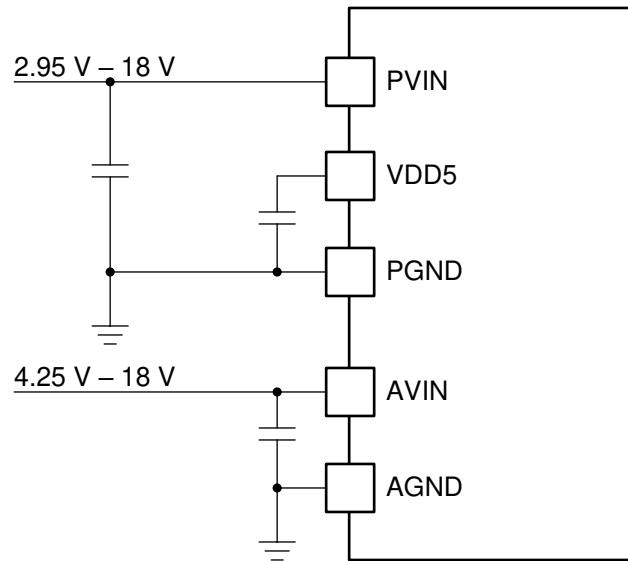 2.95 V – 18 V
PVIN
VDD5
PGND
4.25 V – 18 V
AVIN
AGND